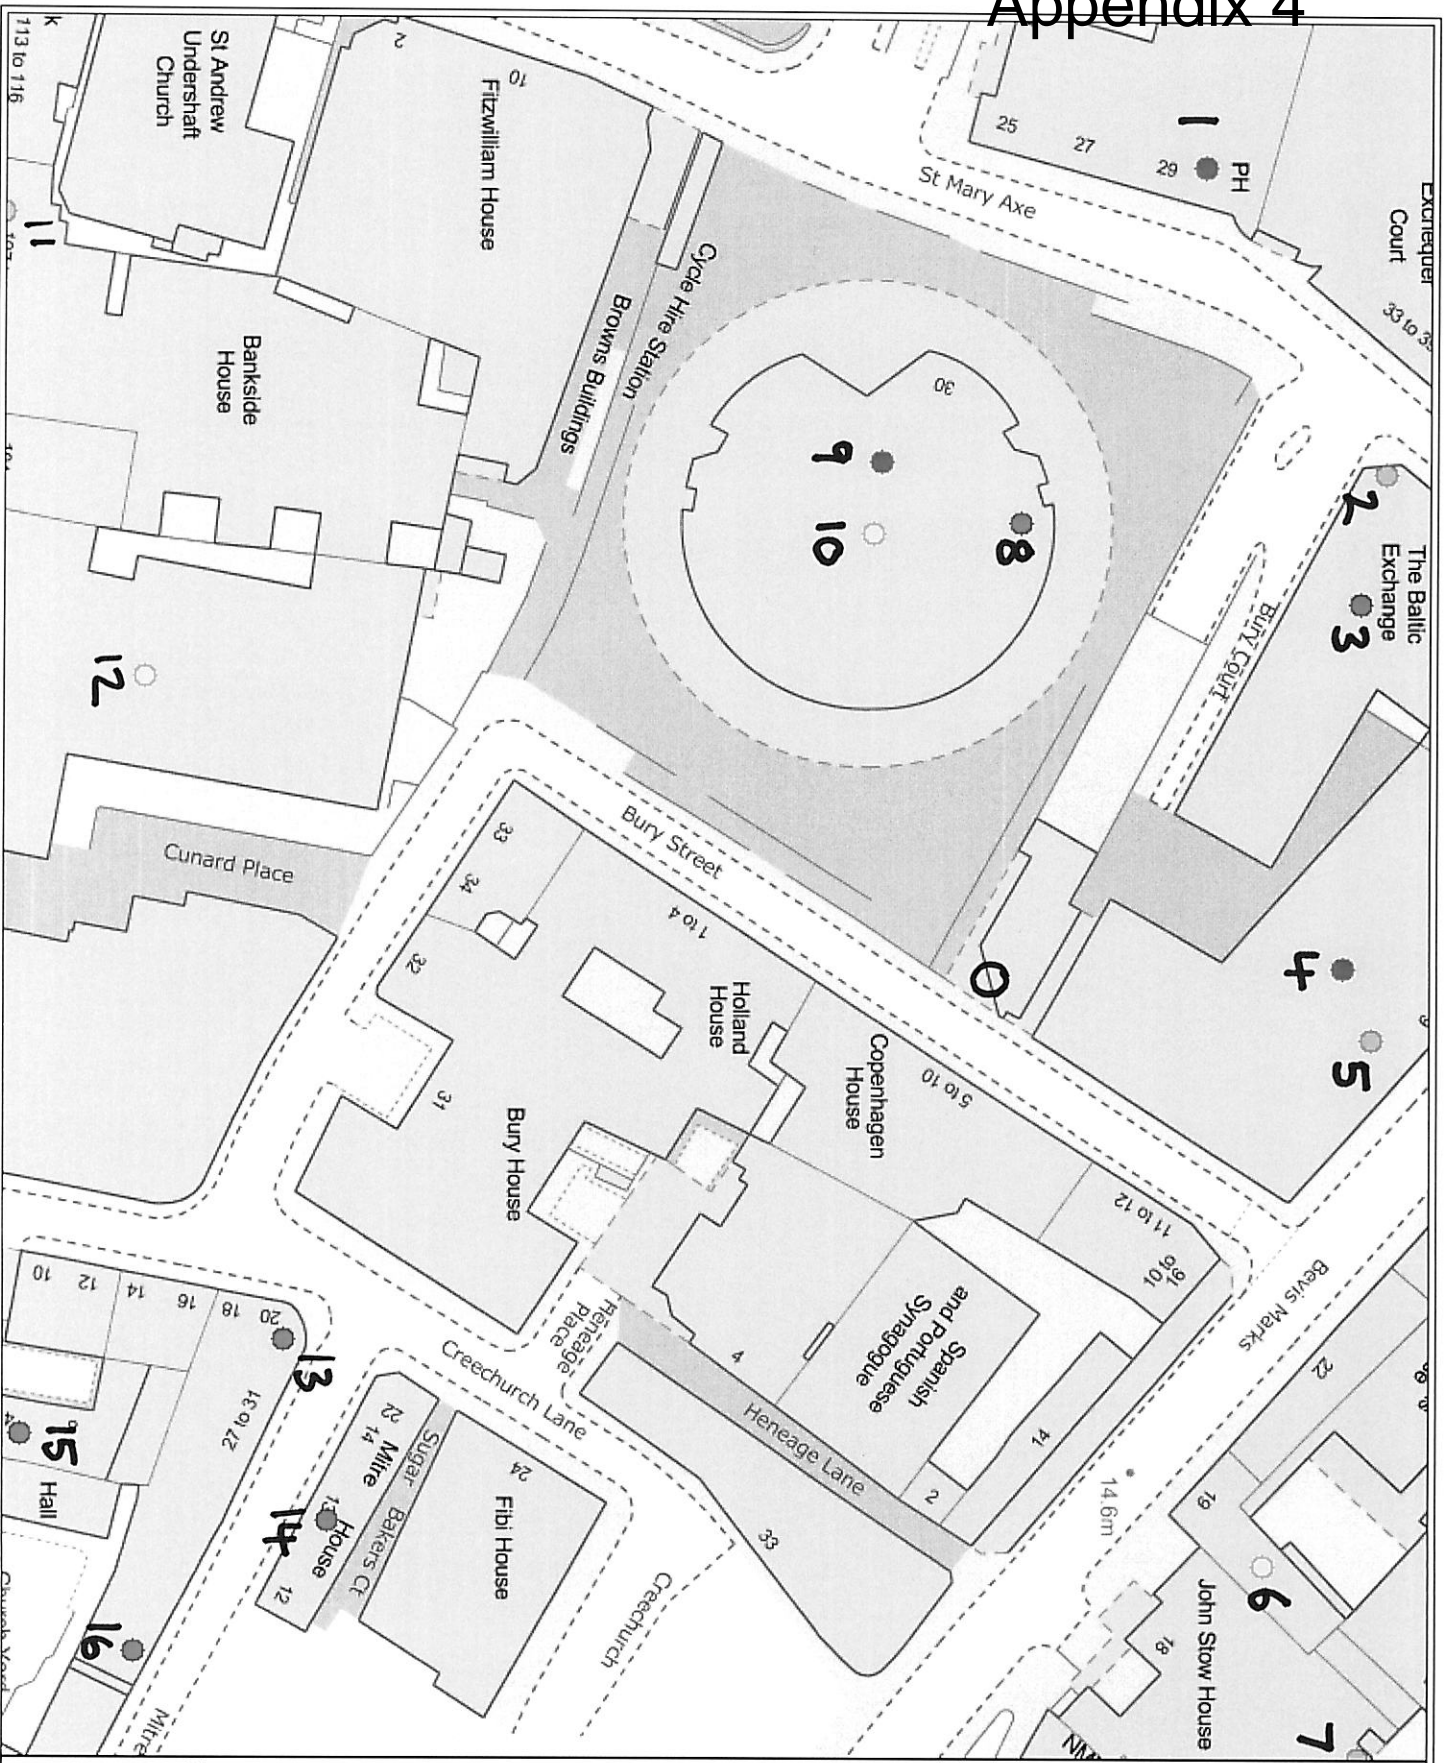 Appendix 4
k
113 to 116
St Andrew
Undershaft
Church
2
10
Fitzwilliam House
25
27
29
1
PH
St Mary Axe
Exchequer
Court
33 to
11
Cycle Hire Station
Browns Buildings
Bankside
House
30
9
10
8
2
The Baltic
Exchange
3
Bury Court
12
Cunard Place
Bury Street
33
34
32
1 to 4
Holland
House
0
4
5
Copenhagen
House
5 to 10
31
Bury House
11 to 12
10 to 16
Bevis Marks
Spanish
and Portuguese
Synagogue
4
Heneage
Place
Heneage Lane
14
2
14.6m
22
19
6
John Stow House
18
7
10
12
14
16
18
20
13
27 to 31
15
Hall
Creechurch Lane
22
14
Mitre
House
13
14
12
Sugar Bakers Ct
24
Fibi House
33
Creechurch
16
Mitre
Church Yard